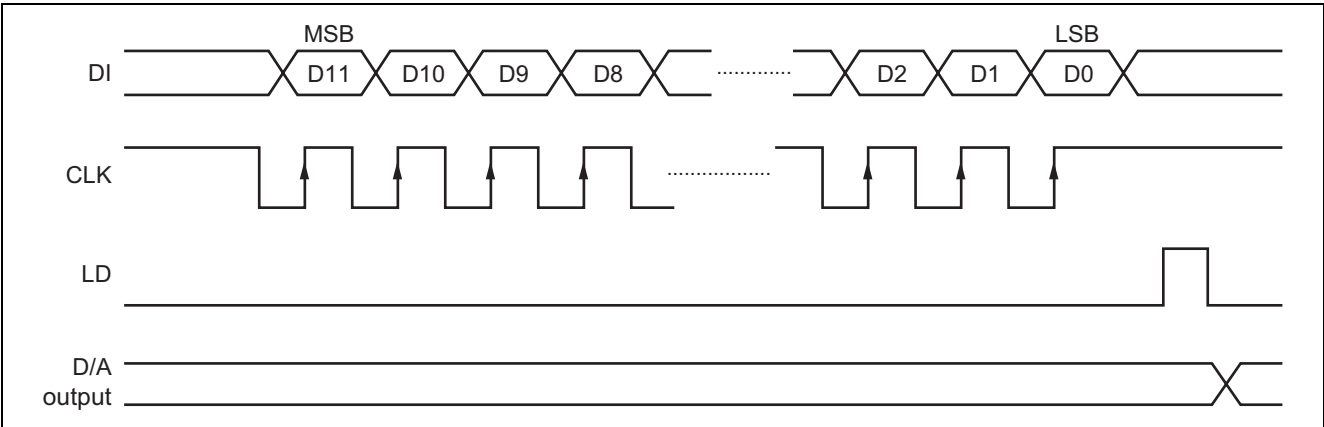 MSB LSB
DI D11 D10 D9 D8 D2 D1 D0
CLK
LD
D/A
output